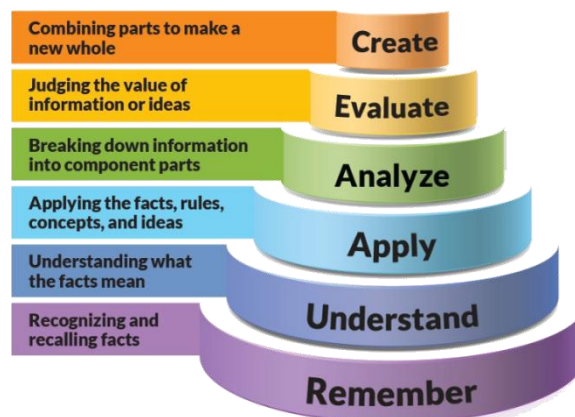 Combining parts to make a
new whole
Create
Judging the value of
information or ideas
Evaluate
Breaking down information
into component parts
Analyze
Applying the facts, rules,
concepts, and ideas
Apply
Understanding what
the facts mean
Understand
Recognizing and
recalling facts
Remember